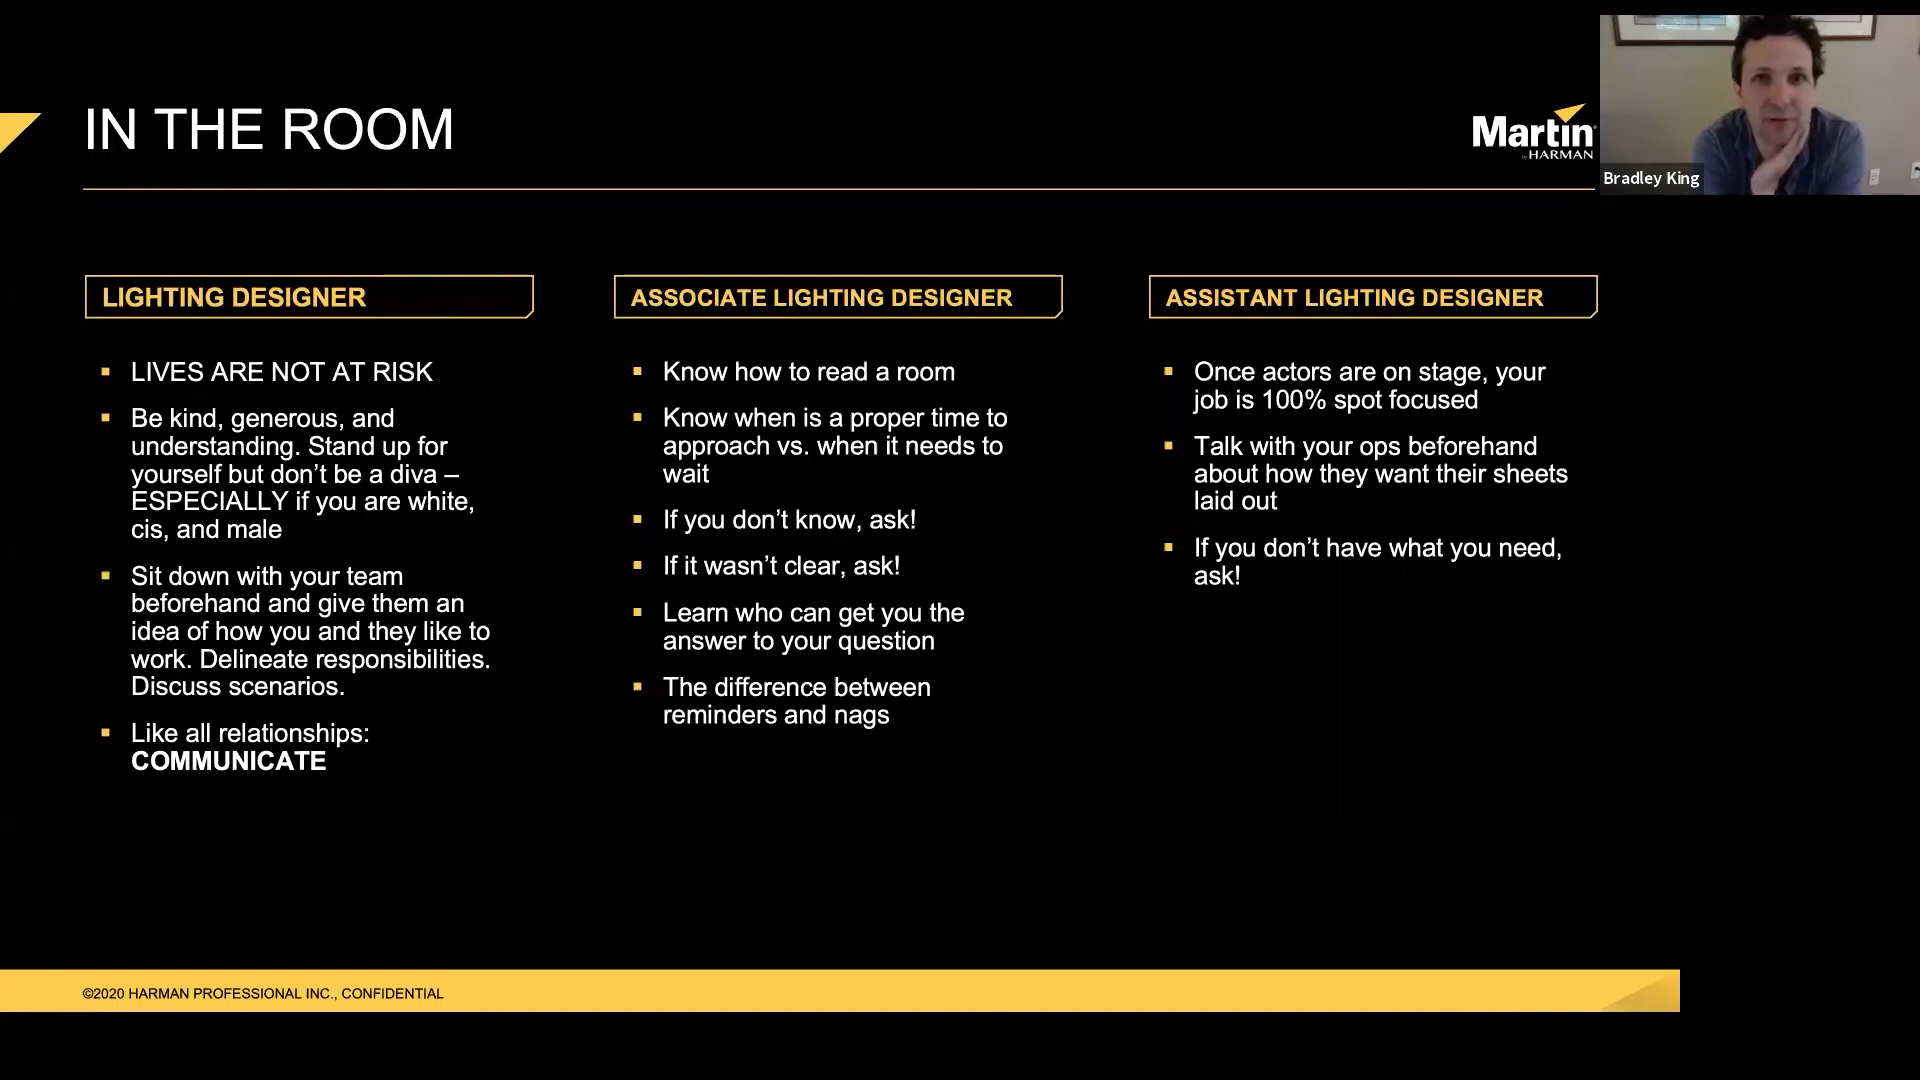 IN THE ROOM
Martin
by HARMAN
Bradley King
LIGHTING DESIGNER
LIVES ARE NOT AT RISK
Be kind, generous, and
understanding. Stand up for
yourself but don’t be a diva –
ESPECIALLY if you are white,
cis, and male
Sit down with your team
beforehand and give them an
idea of how you and they like to
work. Delineate responsibilities.
Discuss scenarios.
Like all relationships:
COMMUNICATE
ASSOCIATE LIGHTING DESIGNER
Know how to read a room
Know when is a proper time to
approach vs. when it needs to
wait
If you don’t know, ask!
If it wasn’t clear, ask!
Learn who can get you the
answer to your question
The difference between
reminders and nags
ASSISTANT LIGHTING DESIGNER
Once actors are on stage, your
job is 100% spot focused
Talk with your ops beforehand
about how they want their sheets
laid out
If you don’t have what you need,
ask!
©2020 HARMAN PROFESSIONAL INC., CONFIDENTIAL